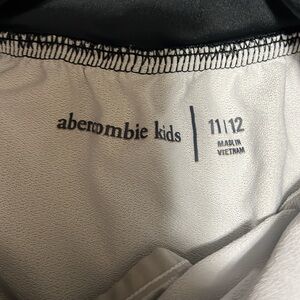 abercrombie kids
11|12
MADE IN
VIETNAM